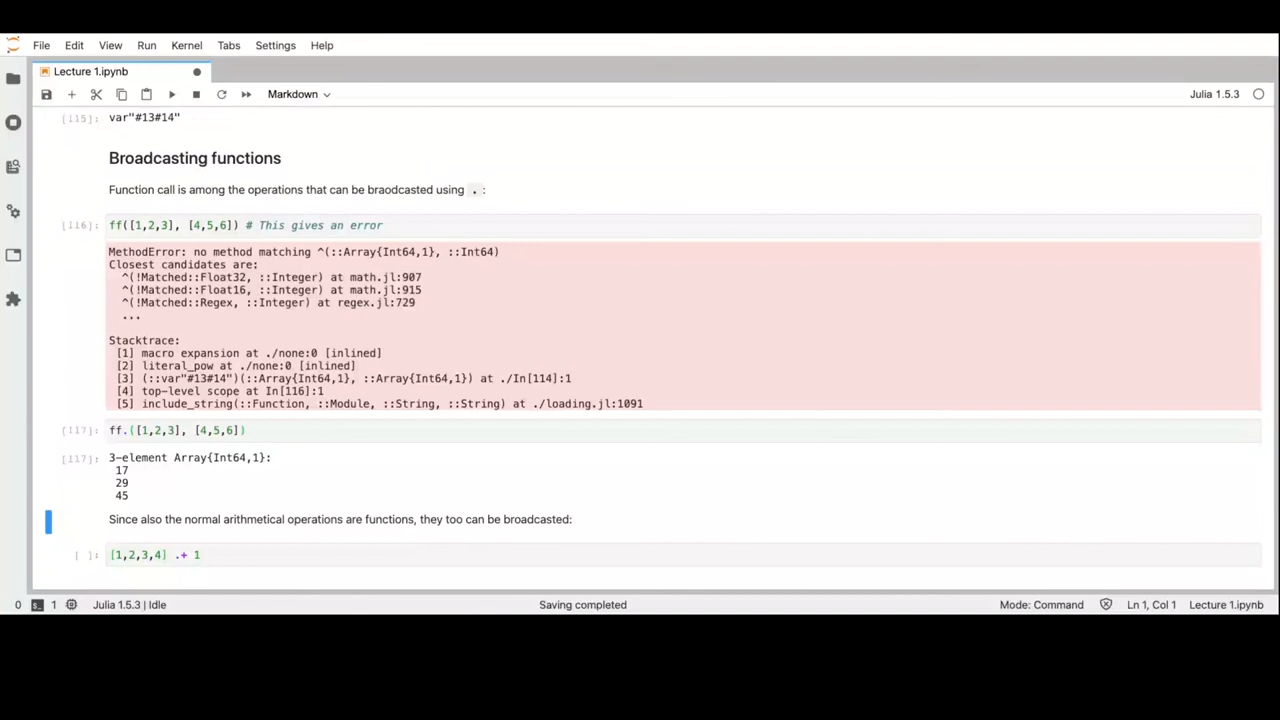 File Edit View Run Kernel Tabs Settings Help
Lecture 1.ipynb
Markdown Julia 1.5.3
[115]: var"#13#14"
Broadcasting functions
Function call is among the operations that can be braodcasted using . :
[116]: ff([1,2,3], [4,5,6]) # This gives an error
MethodError: no method matching ^(::Array{Int64,1}, ::Int64)
Closest candidates are:
^(!Matched::Float32, ::Integer) at math.jl:907
^(!Matched::Float16, ::Integer) at math.jl:915
^(!Matched::Regex, ::Integer) at regex.jl:729
...
Stacktrace:
[1] macro expansion at ./none:0 [inlined]
[2] literal_pow at ./none:0 [inlined]
[3] (::var"#13#14")(::Array{Int64,1}, ::Array{Int64,1}) at ./In[114]:1
[4] top-level scope at In[116]:1
[5] include_string(::Function, ::Module, ::String, ::String) at ./loading.jl:1091
[117]: ff.([1,2,3], [4,5,6])
[117]: 3-element Array{Int64,1}:
17
29
45
Since also the normal arithmetical operations are functions, they too can be broadcasted:
[ ]: [1,2,3,4] .+ 1
0 1 Julia 1.5.3 | Idle Saving completed Mode: Command Ln 1, Col 1 Lecture 1.ipynb